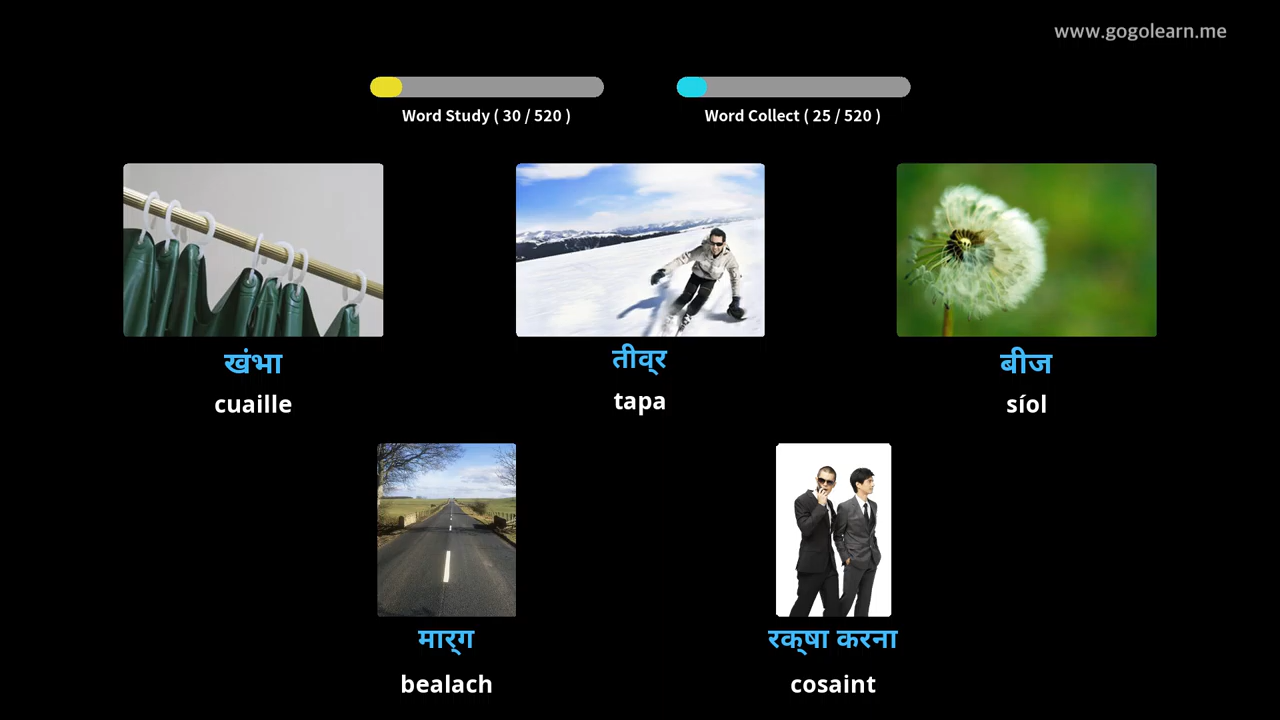 www.gogolearn.me
Word Study ( 30 / 520 )
Word Collect ( 25 / 520 )
खंभा
तीव्र
बीज
cuaille
tapa
síol
मार्ग
रक्षा करना
bealach
cosaint